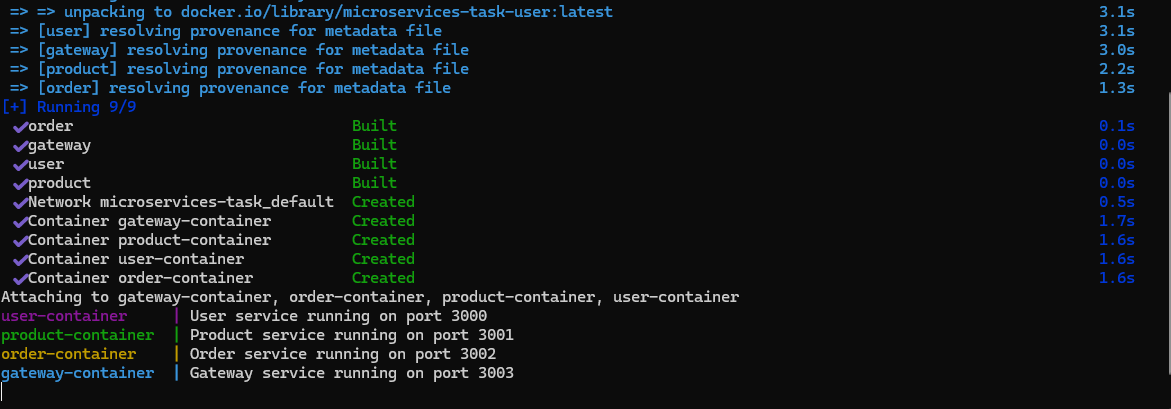 => => unpacking to docker.io/library/microservices-task-user:latest 3.1s
=> [user] resolving provenance for metadata file 3.1s
=> [gateway] resolving provenance for metadata file 3.0s
=> [product] resolving provenance for metadata file 2.2s
=> [order] resolving provenance for metadata file 1.3s
[+] Running 9/9
✔order Built 0.1s
✔gateway Built 0.0s
✔user Built 0.0s
✔product Built 0.0s
✔Network microservices-task_default Created 0.5s
✔Container gateway-container Created 1.7s
✔Container product-container Created 1.6s
✔Container user-container Created 1.6s
✔Container order-container Created 1.6s
Attaching to gateway-container, order-container, product-container, user-container
user-container | User service running on port 3000
product-container | Product service running on port 3001
order-container | Order service running on port 3002
gateway-container | Gateway service running on port 3003